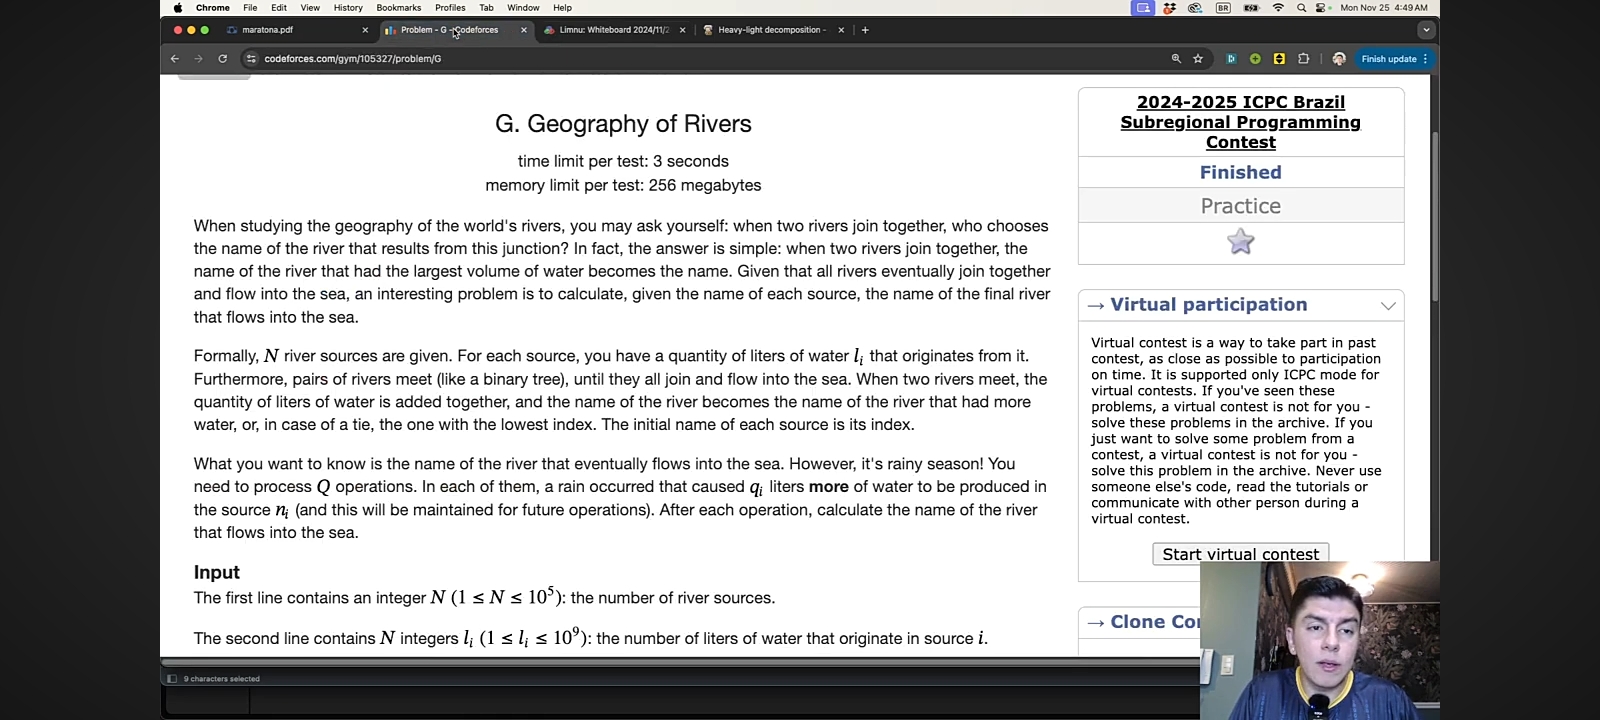 Chrome File Edit View History Bookmarks Profiles Tab Window Help BR Mon Nov 25 4:49 AM
maratona.pdf Problem - G - Codeforces Limnu: Whiteboard 2024/11/2 Heavy-light decomposition -
codeforces.com/gym/105327/problem/G Finish update
G. Geography of Rivers
time limit per test: 3 seconds
memory limit per test: 256 megabytes
When studying the geography of the world's rivers, you may ask yourself: when two rivers join together, who chooses
the name of the river that results from this junction? In fact, the answer is simple: when two rivers join together, the
name of the river that had the largest volume of water becomes the name. Given that all rivers eventually join together
and flow into the sea, an interesting problem is to calculate, given the name of each source, the name of the final river
that flows into the sea.
Formally, N river sources are given. For each source, you have a quantity of liters of water lᵢ that originates from it.
Furthermore, pairs of rivers meet (like a binary tree), until they all join and flow into the sea. When two rivers meet, the
quantity of liters of water is added together, and the name of the river becomes the name of the river that had more
water, or, in case of a tie, the one with the lowest index. The initial name of each source is its index.
What you want to know is the name of the river that eventually flows into the sea. However, it's rainy season! You
need to process Q operations. In each of them, a rain occurred that caused qᵢ liters more of water to be produced in
the source nᵢ (and this will be maintained for future operations). After each operation, calculate the name of the river
that flows into the sea.
Input
The first line contains an integer N (1 ≤ N ≤ 10⁵): the number of river sources.
The second line contains N integers lᵢ (1 ≤ lᵢ ≤ 10⁹): the number of liters of water that originate in source i.
2024-2025 ICPC Brazil
Subregional Programming
Contest
Finished
Practice
→ Virtual participation
Virtual contest is a way to take part in past
contest, as close as possible to participation
on time. It is supported only ICPC mode for
virtual contests. If you've seen these
problems, a virtual contest is not for you -
solve these problems in the archive. If you
just want to solve some problem from a
contest, a virtual contest is not for you -
solve this problem in the archive. Never use
someone else's code, read the tutorials or
communicate with other person during a
virtual contest.
Start virtual contest
→ Clone Co
9 characters selected